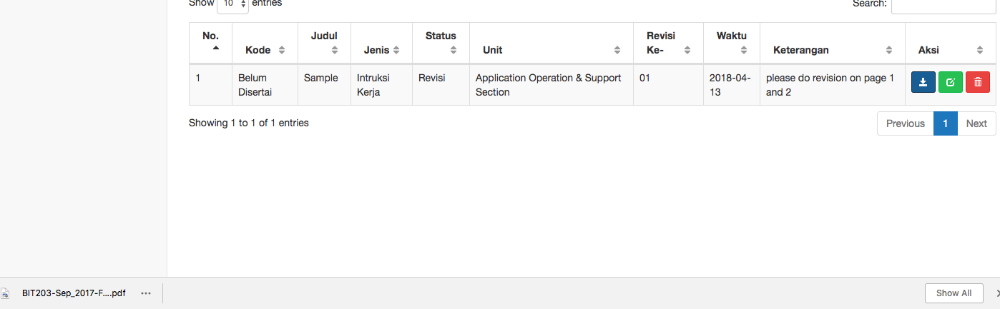 Show 10 entries Search:
No. Kode Judul Jenis Status Unit Revisi Ke- Waktu Keterangan Aksi
1 Belum Disertai Sample Intruksi Kerja Revisi Application Operation & Support Section 01 2018-04-13 please do revision on page 1 and 2
Showing 1 to 1 of 1 entries Previous 1 Next
BIT203-Sep_2017-F....pdf Show All